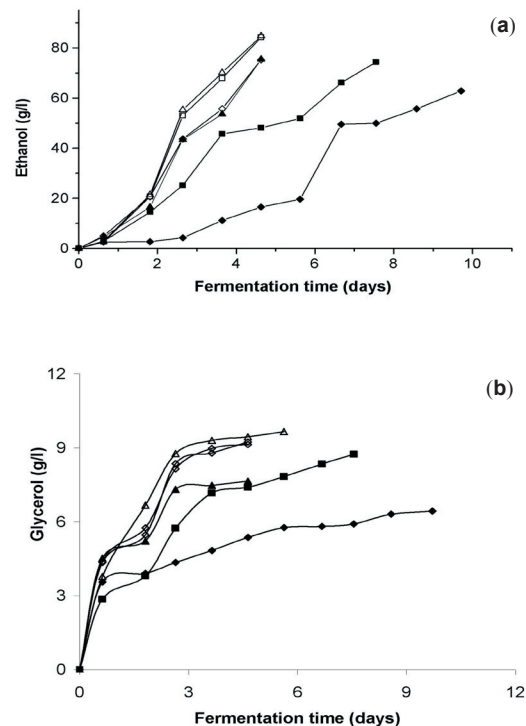 (a)
80
60
40
20
0
Ethanol (g/l)
0 2 4 6 8 10
Fermentation time (days)
(b)
12
9
6
3
0
Glycerol (g/l)
0 3 6 9 12
Fermentation time (days)